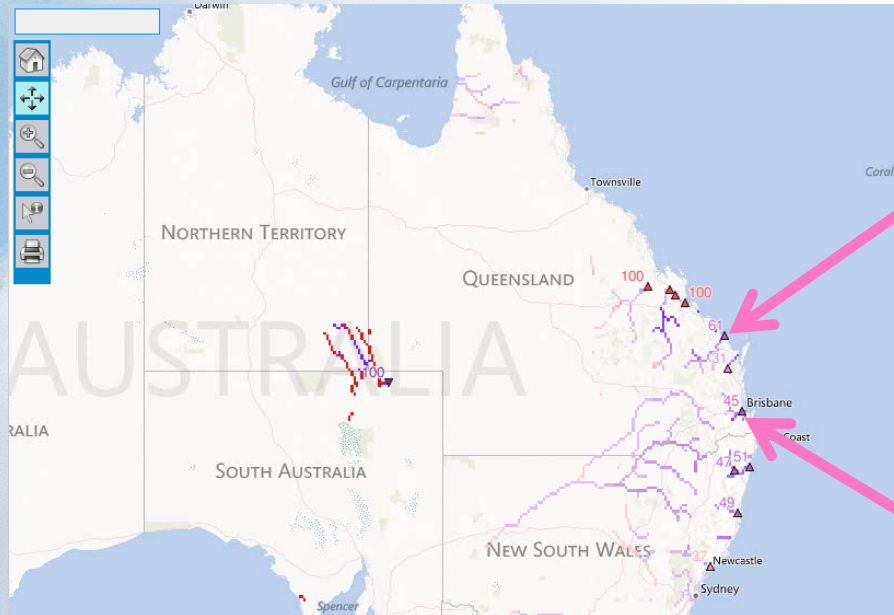 Darwin
Gulf of Carpentaria
Townsville
Coral
NORTHERN TERRITORY
QUEENSLAND
100
100
61
AUSTRALIA
31
100
45
Brisbane
RALIA
Coast
SOUTH AUSTRALIA
47
51
49
NEW SOUTH WALES
37
Newcastle
Sydney
Spencer